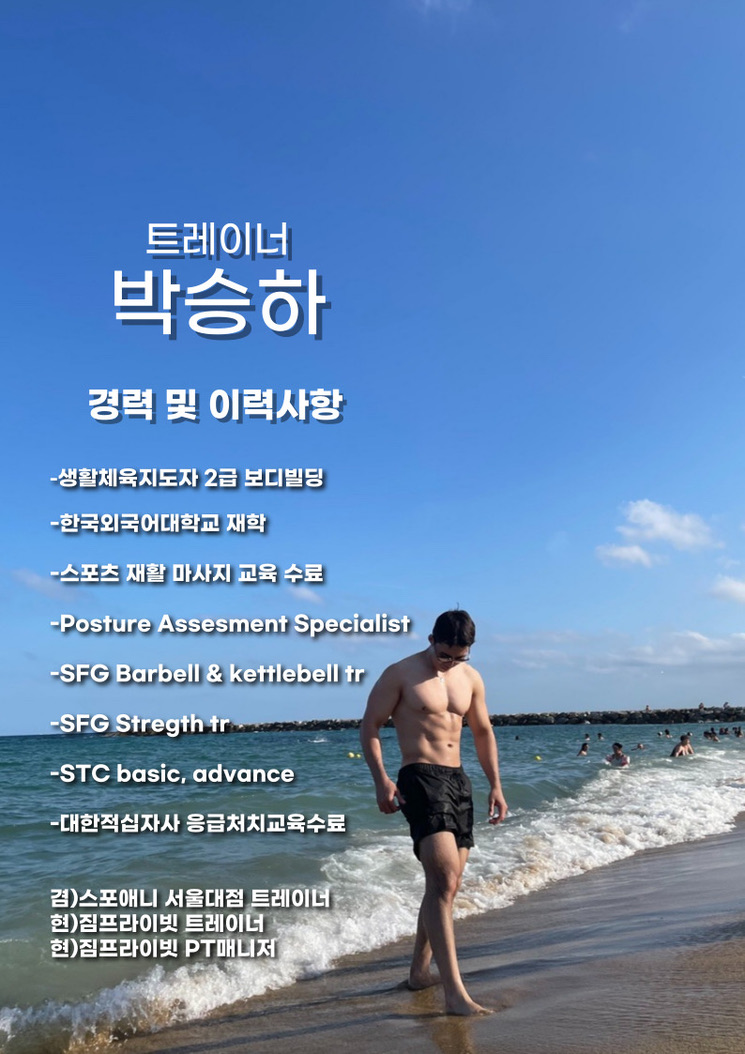 트레이너
박승하
경력 및 이력사항
-생활체육지도자 2급 보디빌딩
-한국외국어대학교 재학
-스포츠 재활 마사지 교육 수료
-Posture Assesment Specialist
-SFG Barbell & kettlebell tr
-SFG Stregth tr
-STC basic, advance
-대한적십자사 응급처치교육수료
겸)스포애니 서울대점 트레이너
현)짐프라이빗 트레이너
현)짐프라이빗 PT매니저